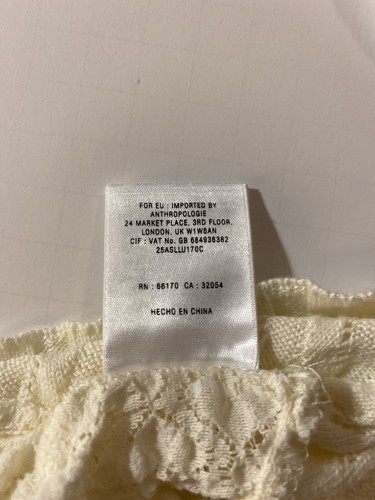 FOR EU : IMPORTED BY
ANTHROPOLOGIE
24 MARKET PLACE, 3RD FLOOR,
LONDON, UK W1W8AN
CIF : VAT No. GB 684936382
25ASLLU170C
RN : 66170 CA : 32054
HECHO EN CHINA